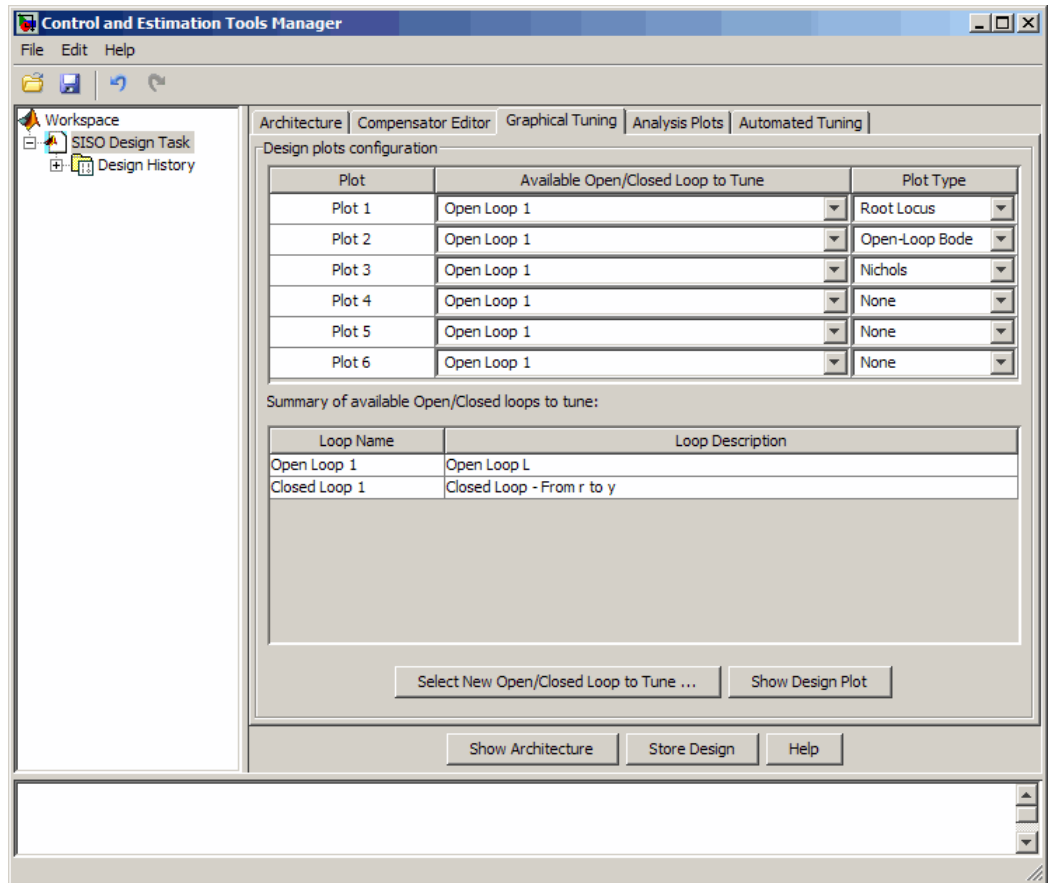 Control and Estimation Tools Manager
File Edit Help
Workspace
SISO Design Task
Design History
Architecture Compensator Editor Graphical Tuning Analysis Plots Automated Tuning
Design plots configuration
Plot Available Open/Closed Loop to Tune Plot Type
Plot 1 Open Loop 1 Root Locus
Plot 2 Open Loop 1 Open-Loop Bode
Plot 3 Open Loop 1 Nichols
Plot 4 Open Loop 1 None
Plot 5 Open Loop 1 None
Plot 6 Open Loop 1 None
Summary of available Open/Closed loops to tune:
Loop Name Loop Description
Open Loop 1 Open Loop L
Closed Loop 1 Closed Loop - From r to y
Select New Open/Closed Loop to Tune ... Show Design Plot
Show Architecture Store Design Help